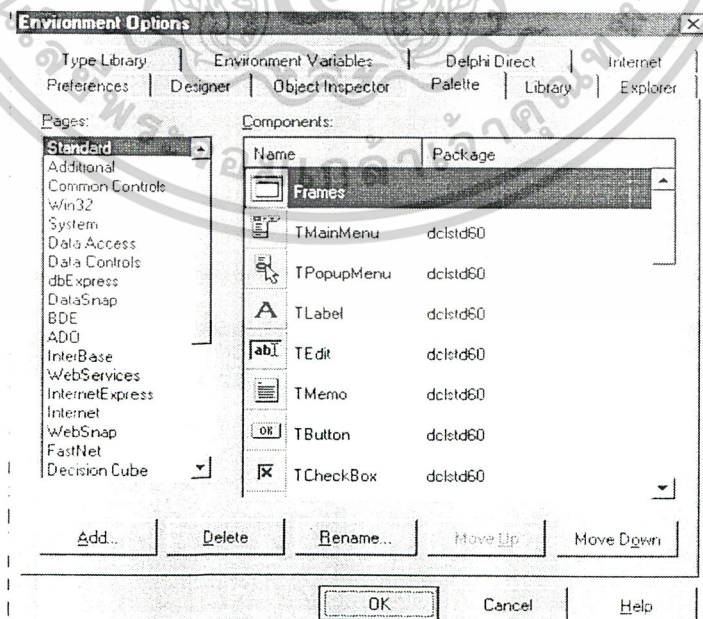 Environment Options
Type Library Environment Variables Delphi Direct Internet
Preferences Designer Object Inspector Palette Library Explorer
Pages:
Standard
Additional
Common Controls
Win32
System
Data Access
Data Controls
dbExpress
DataSnap
BDE
ADO
InterBase
WebServices
InternetExpress
Internet
WebSnap
FastNet
Decision Cube
Components:
Name Package
Frames
TMainMenu dclstd60
TPopupMenu dclstd60
A TLabel dclstd60
ab TEdit dclstd60
TMemo dclstd60
OK TButton dclstd60
TCheckBox dclstd60
Add... Delete Rename... Move Up Move Down
OK Cancel Help